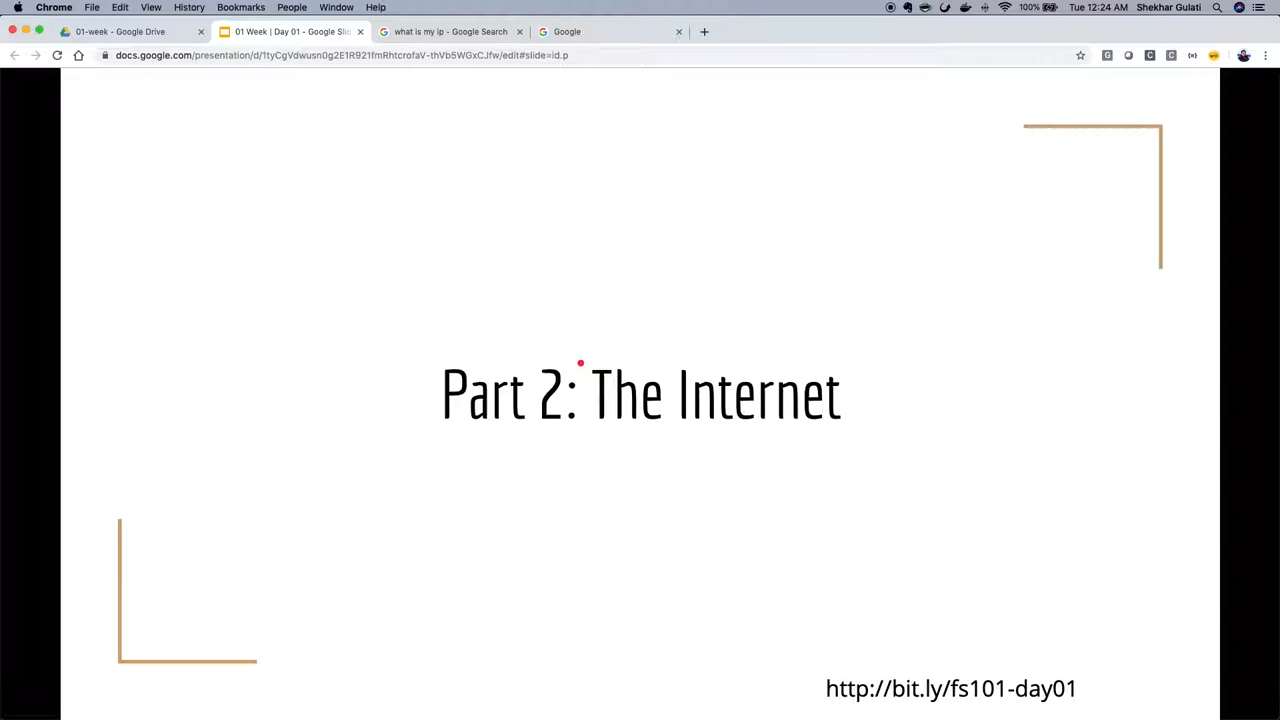 Chrome File Edit View History Bookmarks People Window Help 100% Tue 12:24 AM Shekhar Gulati
01-week - Google Drive 01 Week | Day 01 - Google Slid what is my ip - Google Search Google
docs.google.com/presentation/d/1tyCgVdwusn0g2E1R921fmRhtcrofaV-thVb5WGxCJfw/edit#slide=id.p
Part 2: The Internet
http://bit.ly/fs101-day01